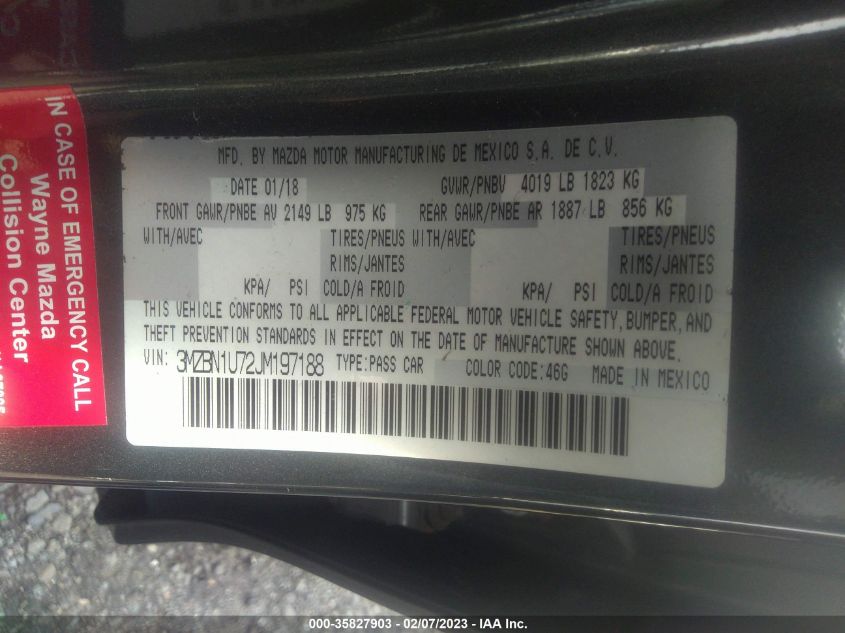 IN CASE OF EMERGENCY CALL
Wayne Mazda
Collision Center
MFD. BY MAZDA MOTOR MANUFACTURING DE MEXICO S.A. DE C.V.
DATE 01/18 GVWR/PNBV 4019 LB 1823 KG
FRONT GAWR/PNBE AV 2149 LB 975 KG REAR GAWR/PNBE AR 1887 LB 856 KG
WITH/AVEC TIRES/PNEUS WITH/AVEC TIRES/PNEUS
RIMS/JANTES RIMS/JANTES
KPA/ PSI COLD/A FROID KPA/ PSI COLD/A FROID
THIS VEHICLE CONFORMS TO ALL APPLICABLE FEDERAL MOTOR VEHICLE SAFETY, BUMPER, AND
THEFT PREVENTION STANDARDS IN EFFECT ON THE DATE OF MANUFACTURE SHOWN ABOVE.
VIN: 3MZBN1U72JM197188 TYPE:PASS CAR COLOR CODE:46G MADE IN MEXICO
000-35827903 - 02/07/2023 - IAA Inc.